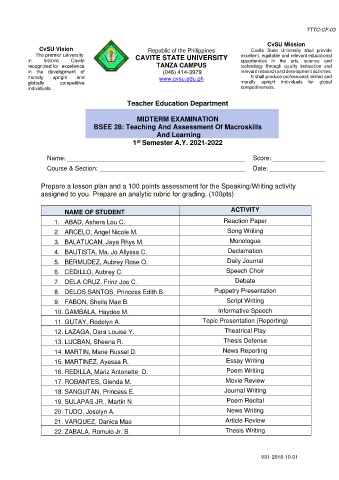 TTTC-CF-03
CvSU Vision
The premier university
in historic Cavite
recognized for excellence
in the development of
morally upright and
globally competitive
individuals.
Republic of the Philippines
CAVITE STATE UNIVERSITY
TANZA CAMPUS
(046) 414-3979
www.cvsu.edu.ph
CvSU Mission
Cavite State University shall provide
excellent, equitable and relevant educational
opportunities in the arts, science and
technology through quality instruction and
relevant research and development activities.
It shall produce professional, skilled and
morally upright individuals for global
competitiveness.
Teacher Education Department
MIDTERM EXAMINATION
BSEE 28: Teaching And Assessment Of Macroskills
And Learning
1st Semester A.Y. 2021-2022
Name: Score:
Course & Section: Date:
Prepare a lesson plan and a 100 points assessment for the Speaking/Writing activity
assigned to you. Prepare an analytic rubric for grading. (100pts)
NAME OF STUDENT ACTIVITY
1. ABAD, Ashera Lou C. Reaction Paper
2. ARCELO, Angel Nicole M. Song Writing
3. BALATUCAN, Jaya Rhys M. Monologue
4. BAUTISTA, Ma. Jo Allyssa C. Declamation
5. BERMUDEZ, Aubrey Rose O. Daily Journal
6. CEDILLO, Aubrey C. Speech Choir
7. DELA CRUZ, Frinz Joe C. Debate
8. DELOS SANTOS, Princess Edith B. Puppetry Presentation
9. FABON, Sheila Mae B. Script Writing
10. GAMBALA, Haydee M. Informative Speech
11. GUTAY, Rodelyn A. Topic Presentation (Reporting)
12. LAZAGA, Dara Louise Y. Theatrical Play
13. LUCBAN, Sheena R. Thesis Defense
14. MARTIN, Marie Russel D. News Reporting
15. MARTINEZ, Ayessa R. Essay Writing
16. REDILLA, Mariz Antonette D. Poem Writing
17. ROBANTES, Glenda M. Movie Review
18. SANGUTAN, Princess E. Journal Writing
19. SULAPAS JR., Martin N. Poem Recital
20. TUDO, Joselyn A. News Writing
21. VARQUEZ, Danica Mae Article Review
22. ZABALA, Romulo Jr. B. Thesis Writing
V01-2018-10-01